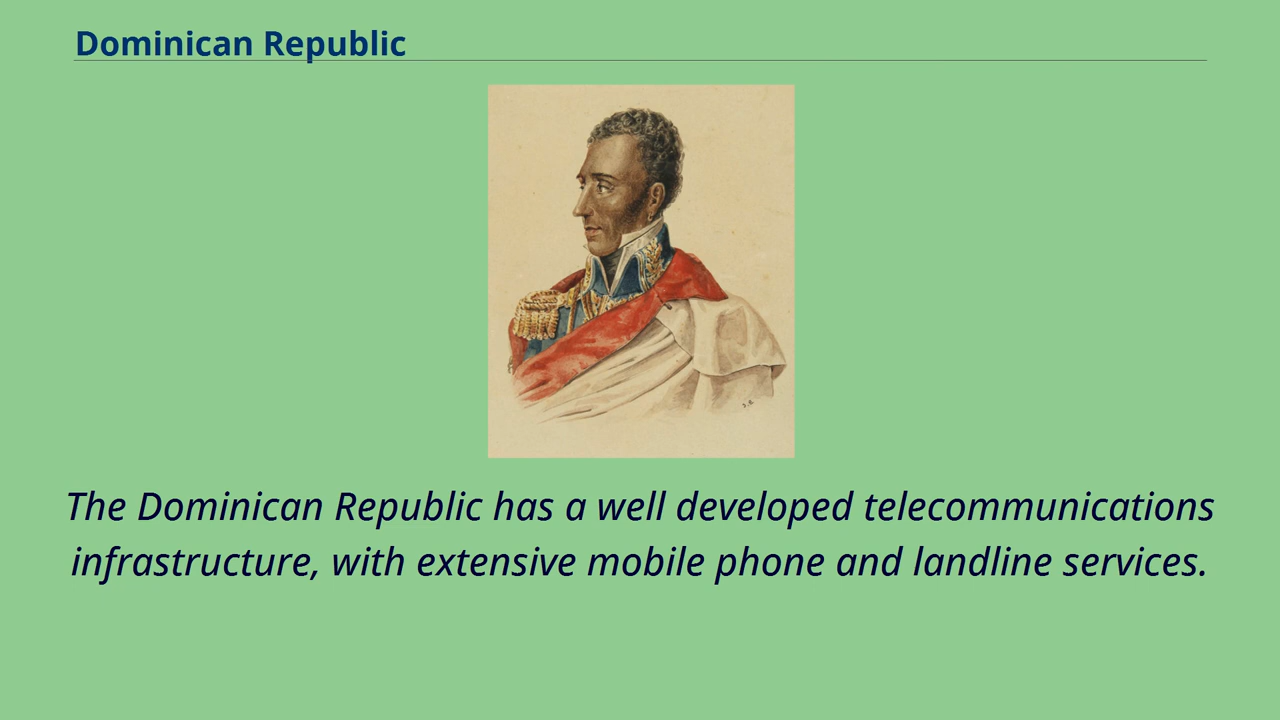 Dominican Republic
The Dominican Republic has a well developed telecommunications
infrastructure, with extensive mobile phone and landline services.